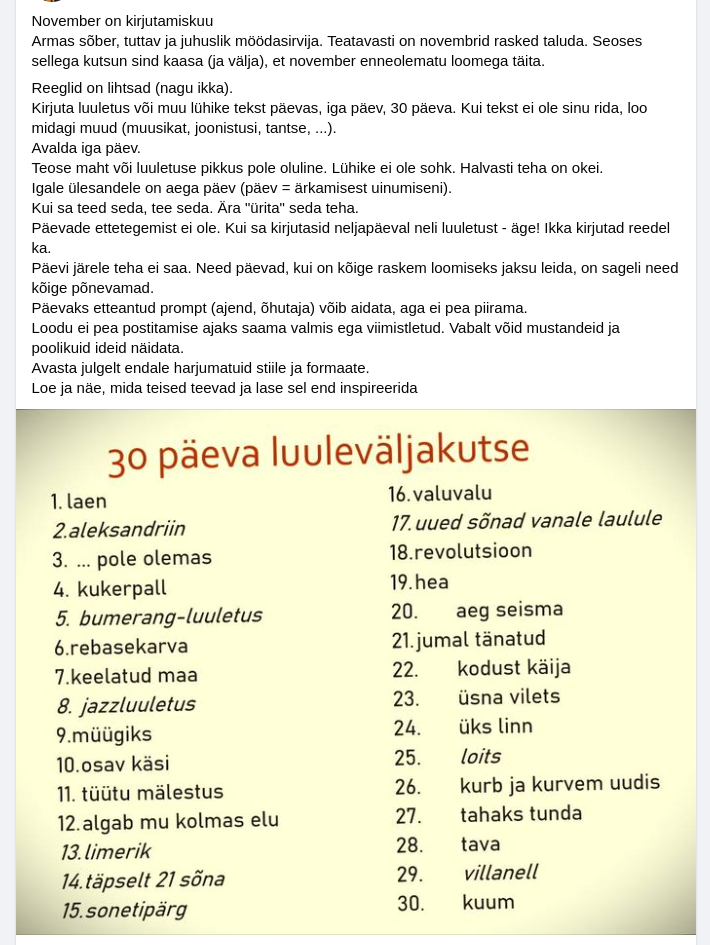 November on kirjutamiskuu
Armas sõber, tuttav ja juhuslik möödasirvija. Teatavasti on novembrid rasked taluda. Seoses
sellega kutsun sind kaasa (ja välja), et november enneolematu loomega täita.
Reeglid on lihtsad (nagu ikka).
Kirjuta luuletus või muu lühike tekst päevas, iga päev, 30 päeva. Kui tekst ei ole sinu rida, loo
midagi muud (muusikat, joonistusi, tantse, ...).
Avalda iga päev.
Teose maht või luuletuse pikkus pole oluline. Lühike ei ole sohk. Halvasti teha on okei.
Igale ülesandele on aega päev (päev = ärkamisest uinumiseni).
Kui sa teed seda, tee seda. Ära "ürita" seda teha.
Päevade ettetegemist ei ole. Kui sa kirjutasid neljapäeval neli luuletust - äge! Ikka kirjutad reedel
ka.
Päevi järele teha ei saa. Need päevad, kui on kõige raskem loomiseks jaksu leida, on sageli need
kõige põnevamad.
Päevaks etteantud prompt (ajend, õhutaja) võib aidata, aga ei pea piirama.
Loodu ei pea postitamise ajaks saama valmis ega viimistletud. Vabalt võid mustandeid ja
poolikuid ideid näidata.
Avasta julgelt endale harjumatuid stiile ja formaate.
Loe ja näe, mida teised teevad ja lase sel end inspireerida
30 päeva luuleväljakutse
1. laen
2.aleksandriin
3. ... pole olemas
4. kukerpall
5. bumerang-luuletus
6.rebasekarva
7.keelatud maa
8. jazzluuletus
9.müügiks
10.osav käsi
11. tüütu mälestus
12.algab mu kolmas elu
13.limerik
14.täpselt 21 sõna
15.sonetipärg
16.valuvalu
17.uued sõnad vanale laulule
18.revolutsioon
19.hea
20. aeg seisma
21.jumal tänatud
22. kodust käija
23. üsna vilets
24. üks linn
25. loits
26. kurb ja kurvem uudis
27. tahaks tunda
28. tava
29. villanell
30. kuum